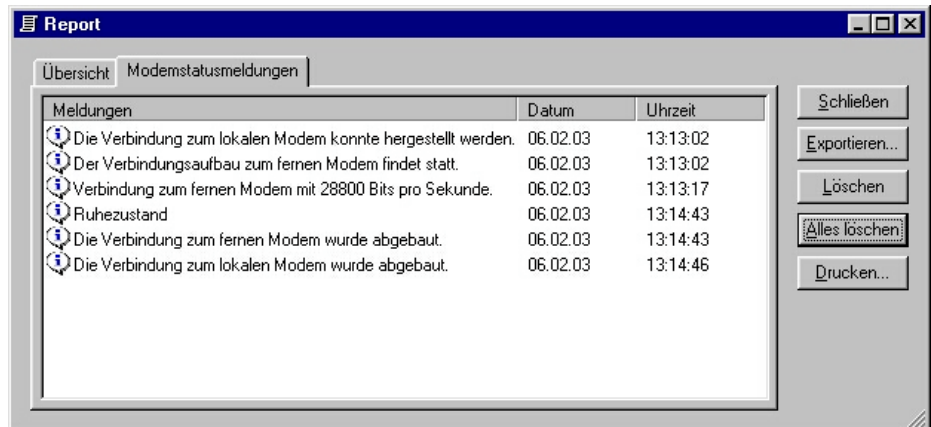 Report
Übersicht Modemstatusmeldungen
Meldungen Datum Uhrzeit
Die Verbindung zum lokalen Modem konnte hergestellt werden. 06.02.03 13:13:02
Der Verbindungsaufbau zum fernen Modem findet statt. 06.02.03 13:13:02
Verbindung zum fernen Modem mit 28800 Bits pro Sekunde. 06.02.03 13:13:17
Ruhezustand 06.02.03 13:14:43
Die Verbindung zum fernen Modem wurde abgebaut. 06.02.03 13:14:43
Die Verbindung zum lokalen Modem wurde abgebaut. 06.02.03 13:14:46
Schließen
Exportieren...
Löschen
Alles löschen
Drucken...